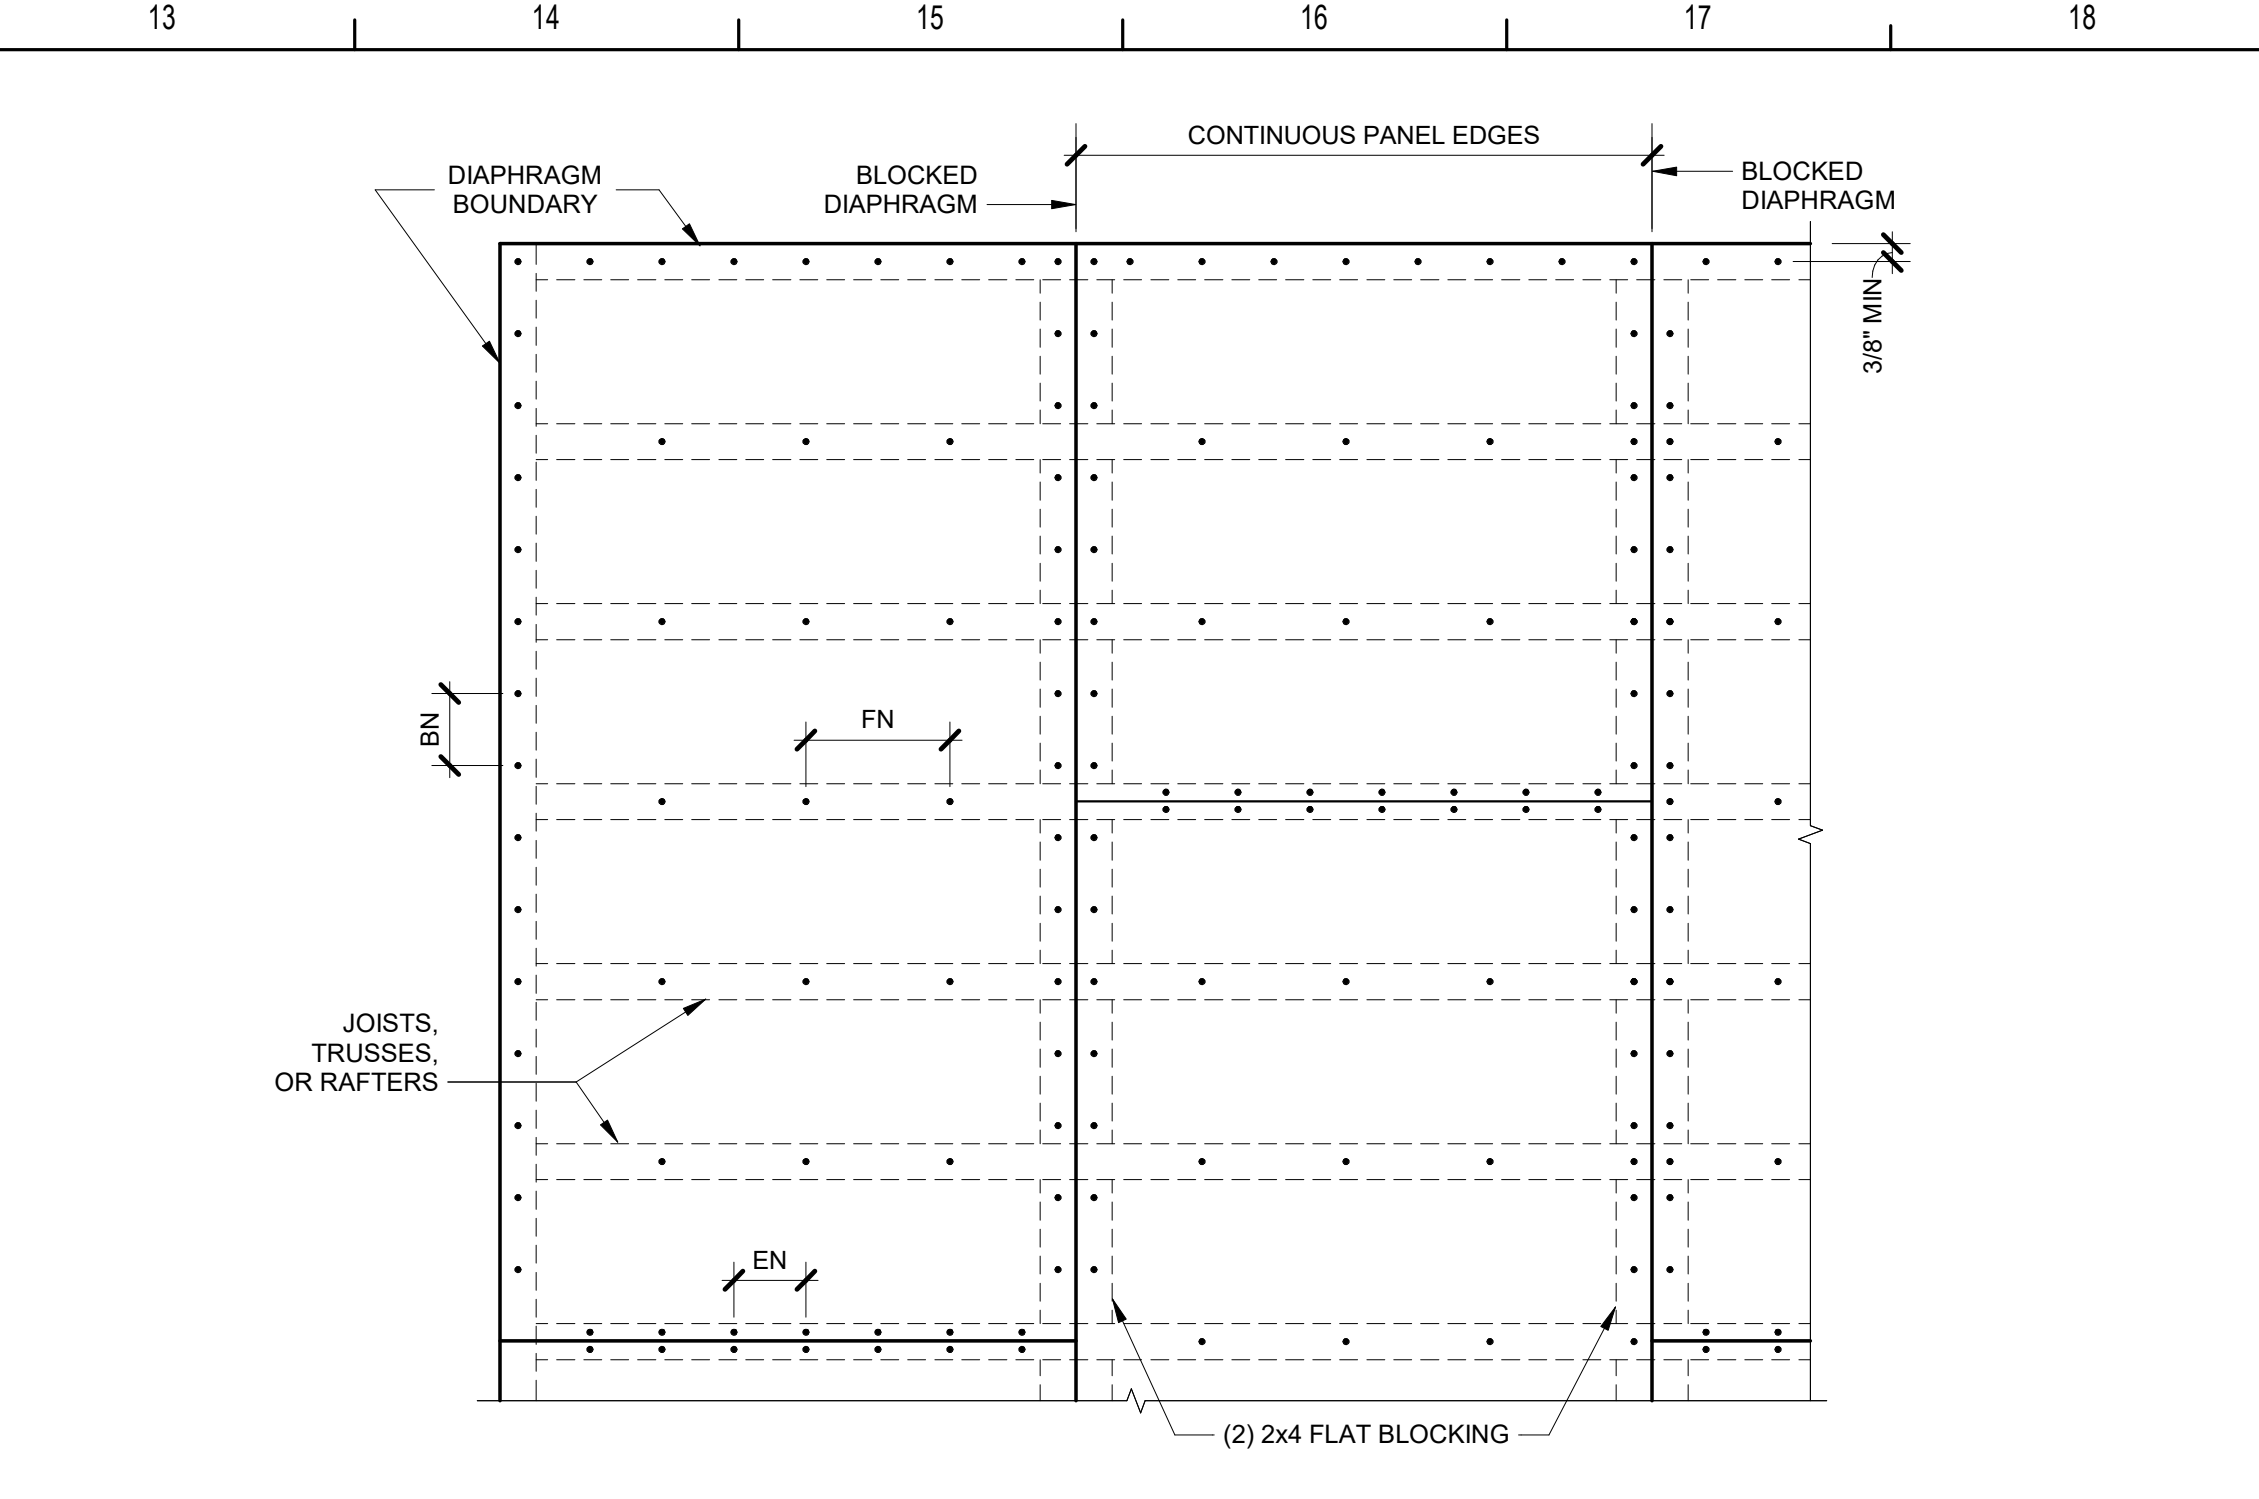 13
14
15
16
17
18
CONTINUOUS PANEL EDGES
DIAPHRAGM
BOUNDARY
BLOCKED
DIAPHRAGM
BLOCKED
DIAPHRAGM
3/8" MIN
BN
FN
JOISTS,
TRUSSES,
OR RAFTERS
EN
(2) 2x4 FLAT BLOCKING